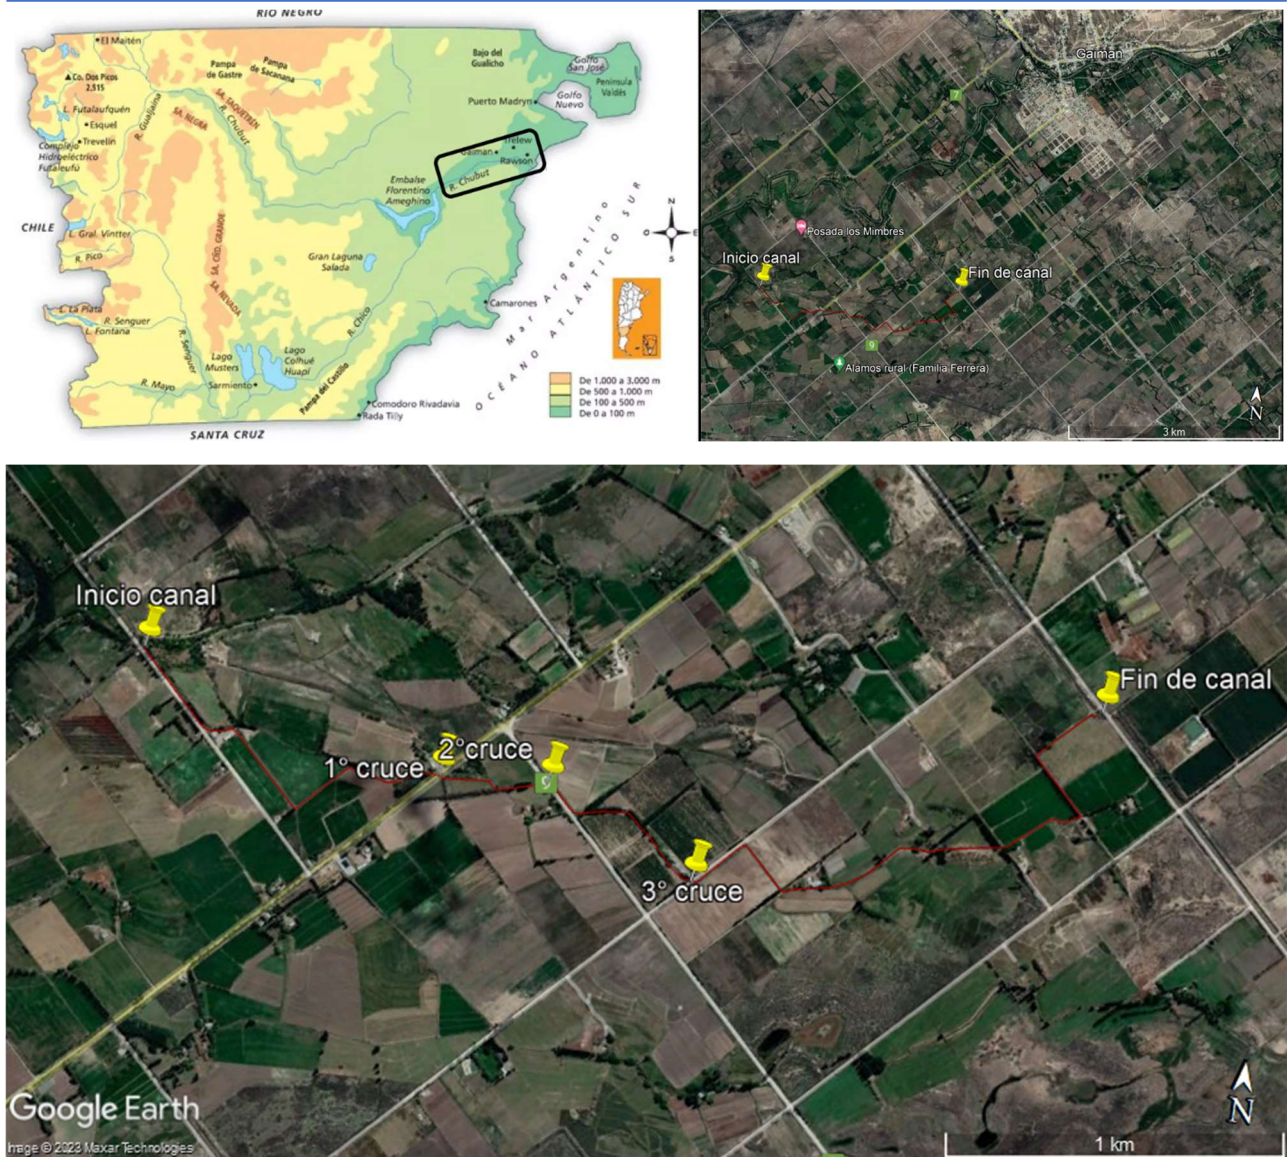 RIO NEGRO
El Maitén
Co. Dos Picos
2.515
L. Futalaufquén
Esquel
Trevelin
Complejo
Hidroeléctrico
Futaleufú
R. Gualjaina
SA. NEGRA
SA. TAQUETRÉN
R. Chubut
Pampa
de Gastre
Pampa
de Sacanana
Bajo del
Gualicho
Golfo
San José
Península
Valdés
Golfo
Nuevo
Puerto Madryn
Trelew
Gaiman
Rawson
R. Chubut
Embalse
Florentino
Ameghino
CHILE
L. Gral. Vintter
R. Pico
SA. CÑO. GRANDE
SA. NEVADA
Gran Laguna
Salada
Camarones
L. La Plata
L. Fontana
R. Senguer
R. Senguer
R. Chico
Lago
Musters
Lago
Colhué
Huapí
R. Mayo
Sarmiento
Pampa del Castillo
Comodoro Rivadavia
Rada Tilly
SANTA CRUZ
Mar Argentino
OCÉANO ATLÁNTICO SUR
N
O
E
S
De 1.000 a 3.000 m
De 500 a 1.000 m
De 100 a 500 m
De 0 a 100 m
Gaiman
7
Posada los Mimbres
Inicio canal
Fin de canal
9
Alamos rural (Familia Ferrera)
N
3 km
Inicio canal
Fin de canal
1° cruce
2°cruce
9
3° cruce
Google Earth
Image © 2023 Maxar Technologies
N
1 km